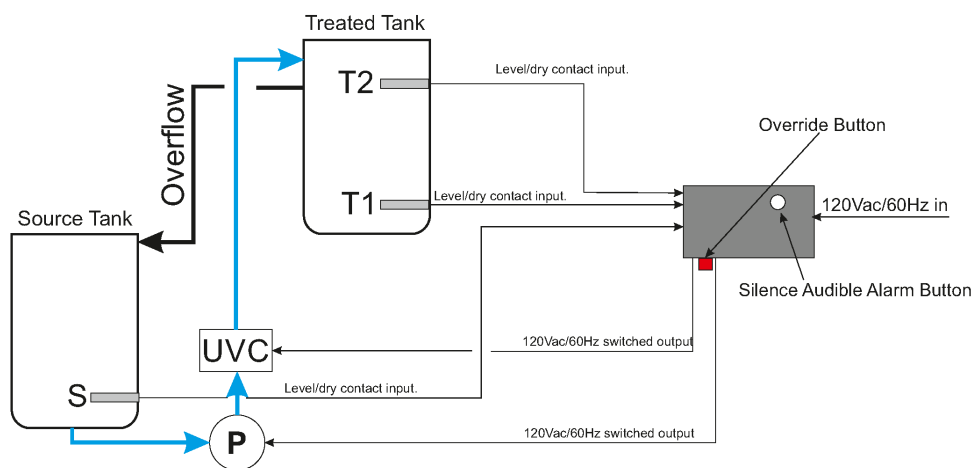 Treated Tank
T2
Level/dry contact input.
Overflow
Override Button
T1
Level/dry contact input.
120Vac/60Hz in
Source Tank
Silence Audible Alarm Button
UVC
120Vac/60Hz switched output
S
Level/dry contact input.
P
120Vac/60Hz switched output